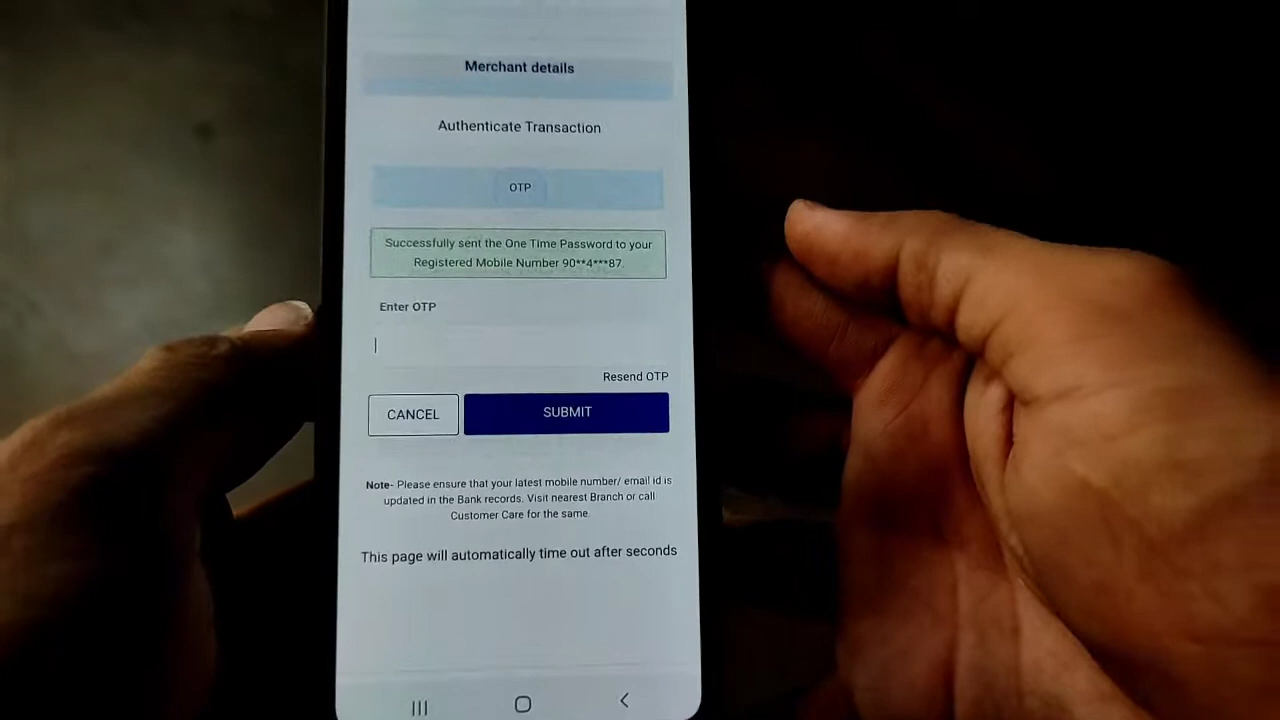 Merchant details
Authenticate Transaction
OTP
Successfully sent the One Time Password to your
Registered Mobile Number 90**4***87.
Enter OTP
Resend OTP
CANCEL
SUBMIT
Note- Please ensure that your latest mobile number/ email id is
updated in the Bank records. Visit nearest Branch or call
Customer Care for the same.
This page will automatically time out after seconds